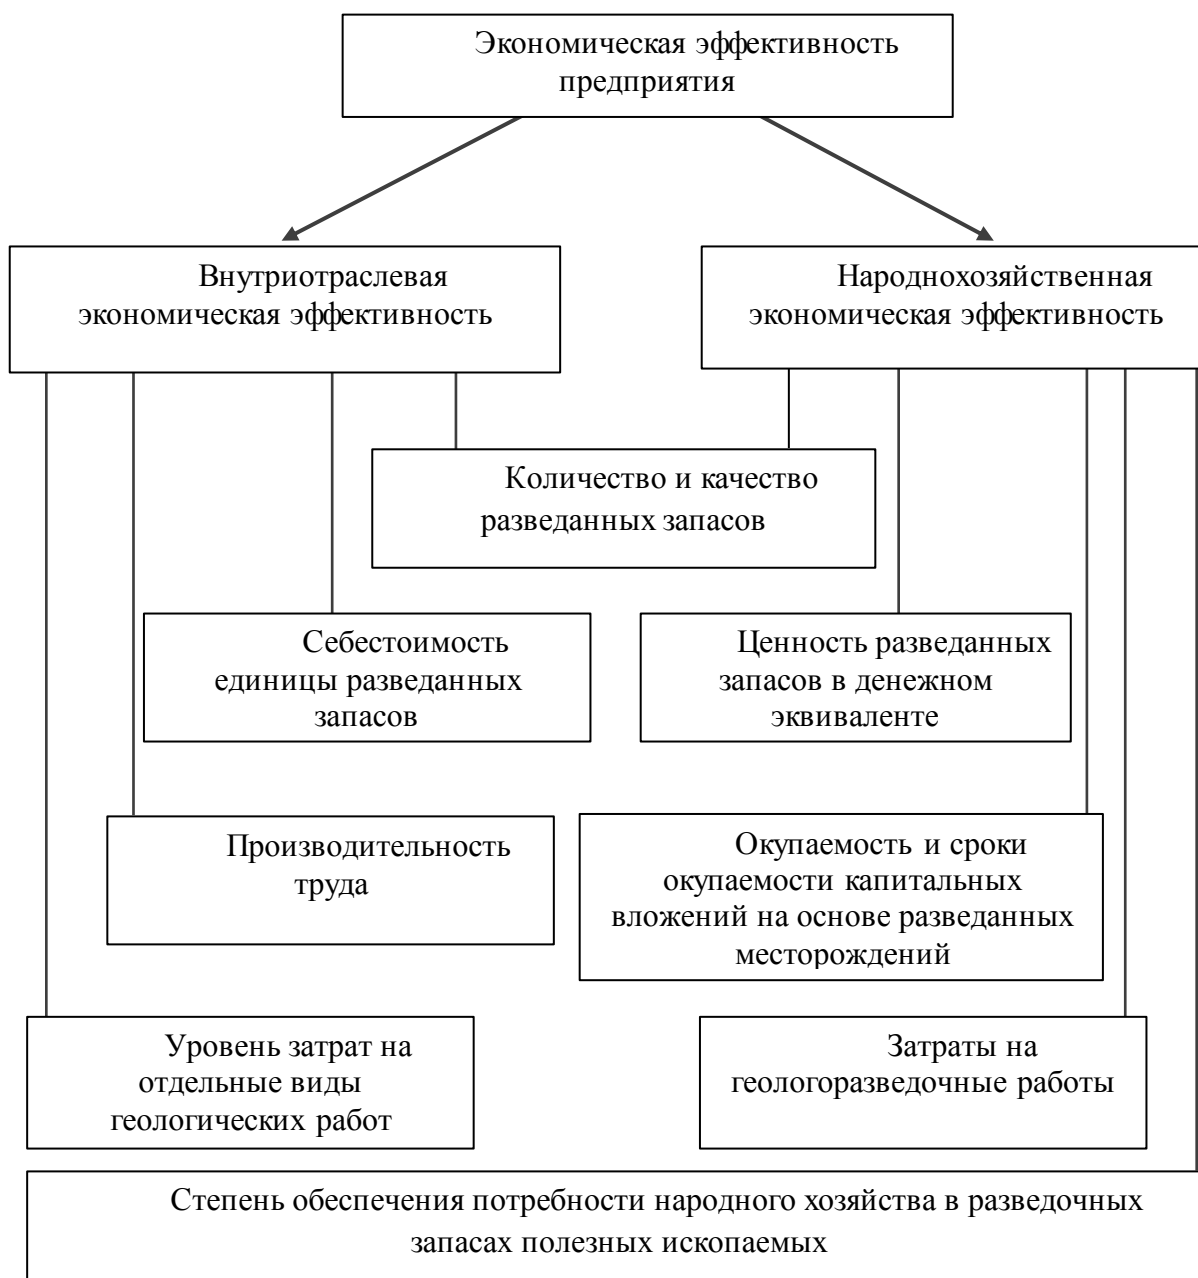 Экономическая эффективность
предприятия
Внутриотраслевая
экономическая эффективность
Народнохозяйственная
экономическая эффективность
Количество и качество
разведанных запасов
Себестоимость
единицы разведанных
запасов
Ценность разведанных
запасов в денежном
эквиваленте
Производительность
труда
Окупаемость и сроки
окупаемости капитальных
вложений на основе разведанных
месторождений
Уровень затрат на
отдельные виды
геологических работ
Затраты на
геологоразведочные работы
Степень обеспечения потребности народного хозяйства в разведочных
запасах полезных ископаемых